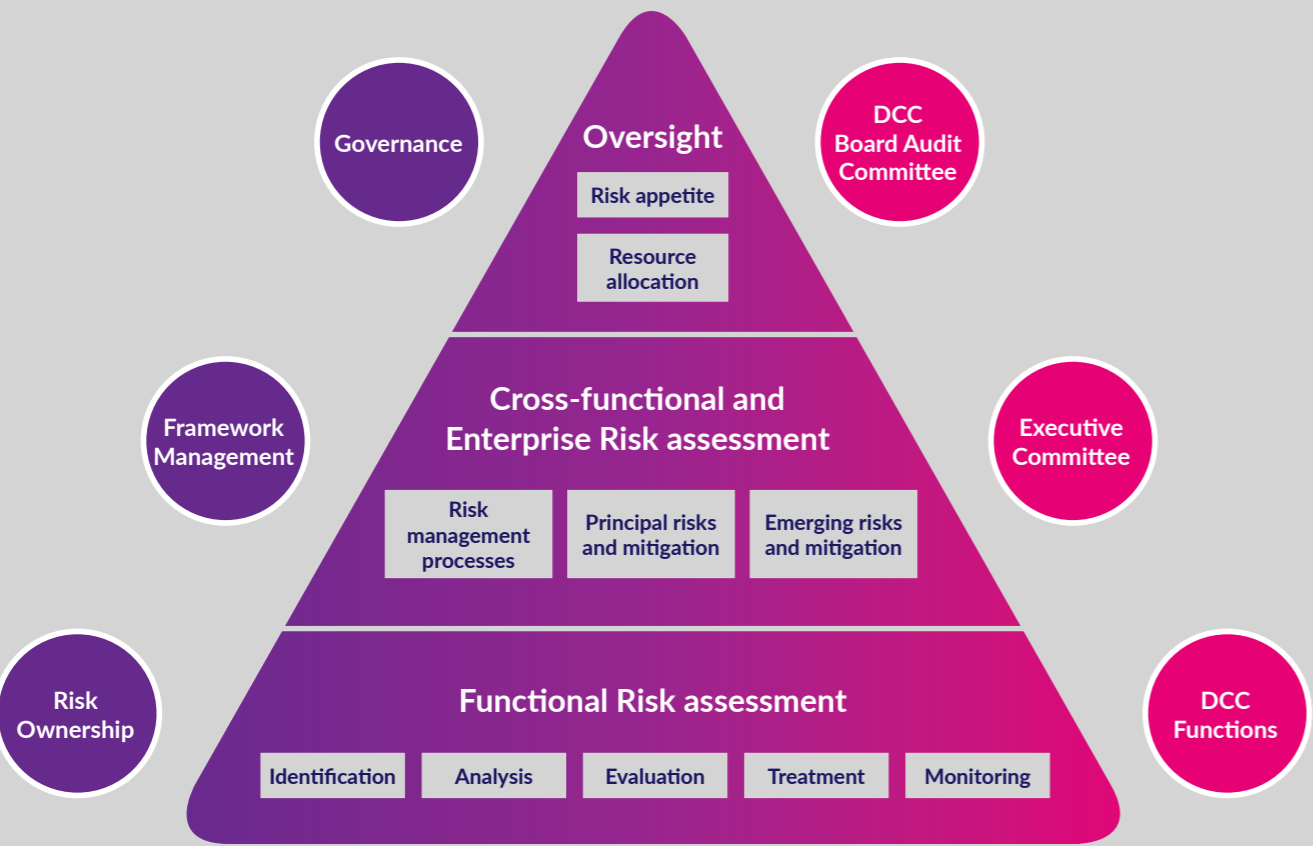 Governance
Oversight
Risk appetite
Resource
allocation
DCC
Board Audit
Committee
Framework
Management
Cross-functional and
Enterprise Risk assessment
Risk
management
processes
Principal risks
and mitigation
Emerging risks
and mitigation
Executive
Committee
Risk
Ownership
Functional Risk assessment
Identification
Analysis
Evaluation
Treatment
Monitoring
DCC
Functions